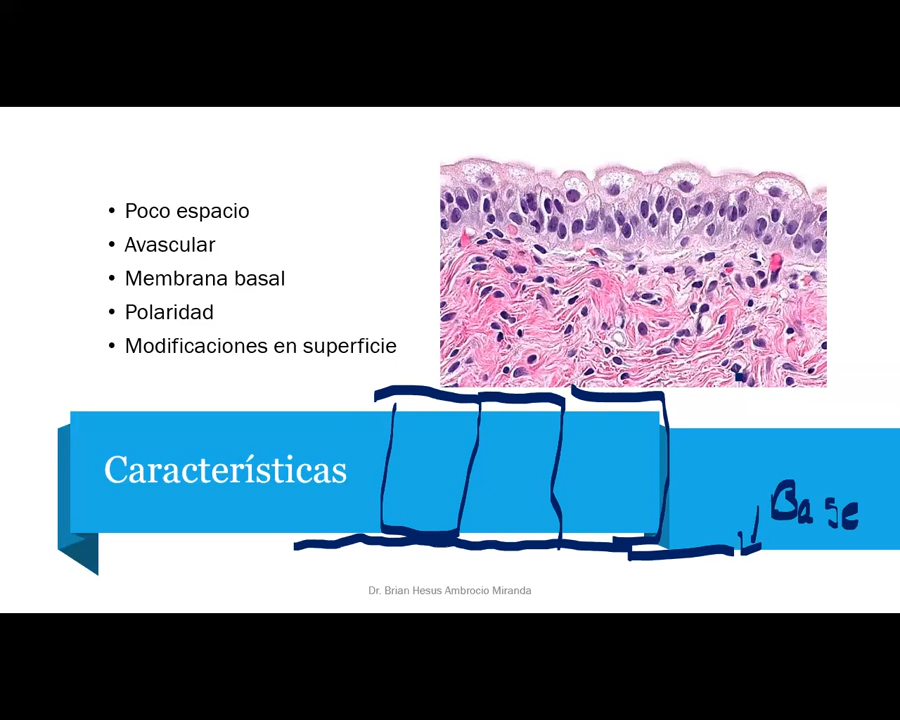 • Poco espacio
• Avascular
• Membrana basal
• Polaridad
• Modificaciones en superficie
Características
Base
Dr. Brian Hesus Ambrocio Miranda